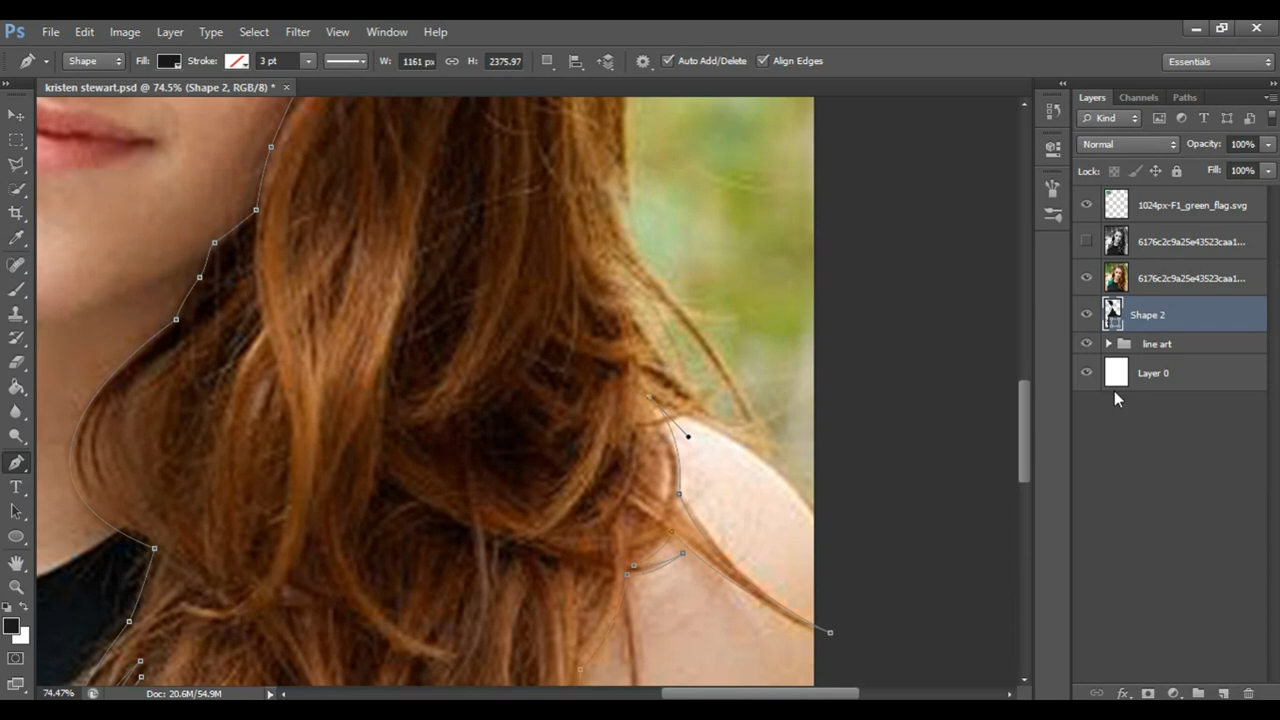 Ps File Edit Image Layer Type Select Filter View Window Help
Shape Fill: Stroke: 3 pt W: 1161 px H: 2375.97 Auto Add/Delete Align Edges Essentials
kristen stewart.psd @ 74.5% (Shape 2, RGB/8) *
Layers Channels Paths
Kind
Normal Opacity: 100%
Lock: Fill: 100%
1024px-F1_green_flag.svg
6176c2c9a25e43523caa1...
6176c2c9a25e43523caa1...
Shape 2
line art
Layer 0
74.47% Doc: 20.6M/54.9M